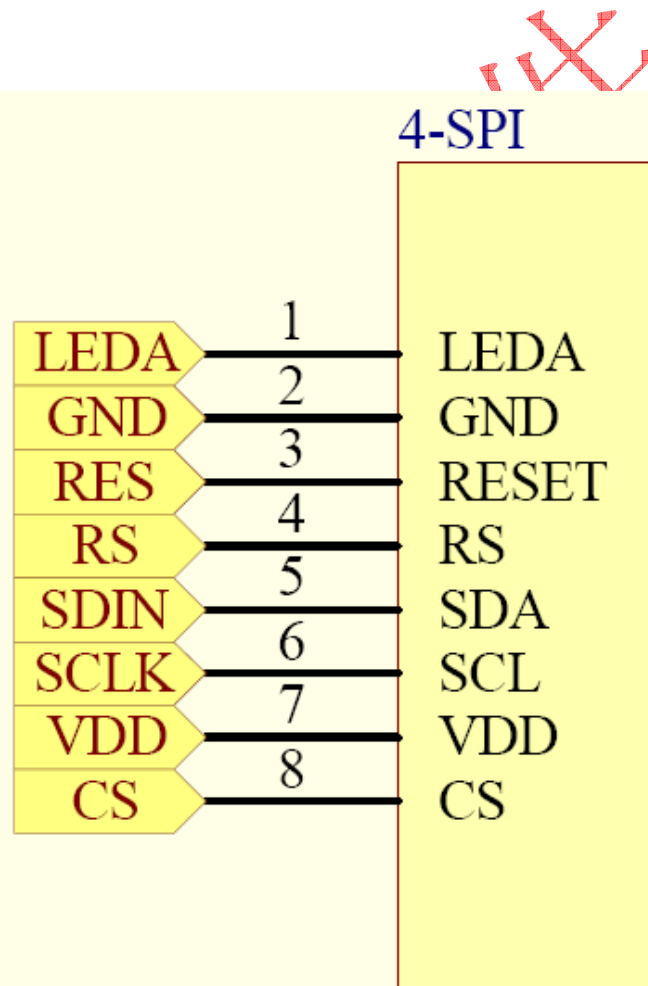 4-SPI
LEDA 1 LEDA
GND 2 GND
RES 3 RESET
RS 4 RS
SDIN 5 SDA
SCLK 6 SCL
VDD 7 VDD
CS 8 CS